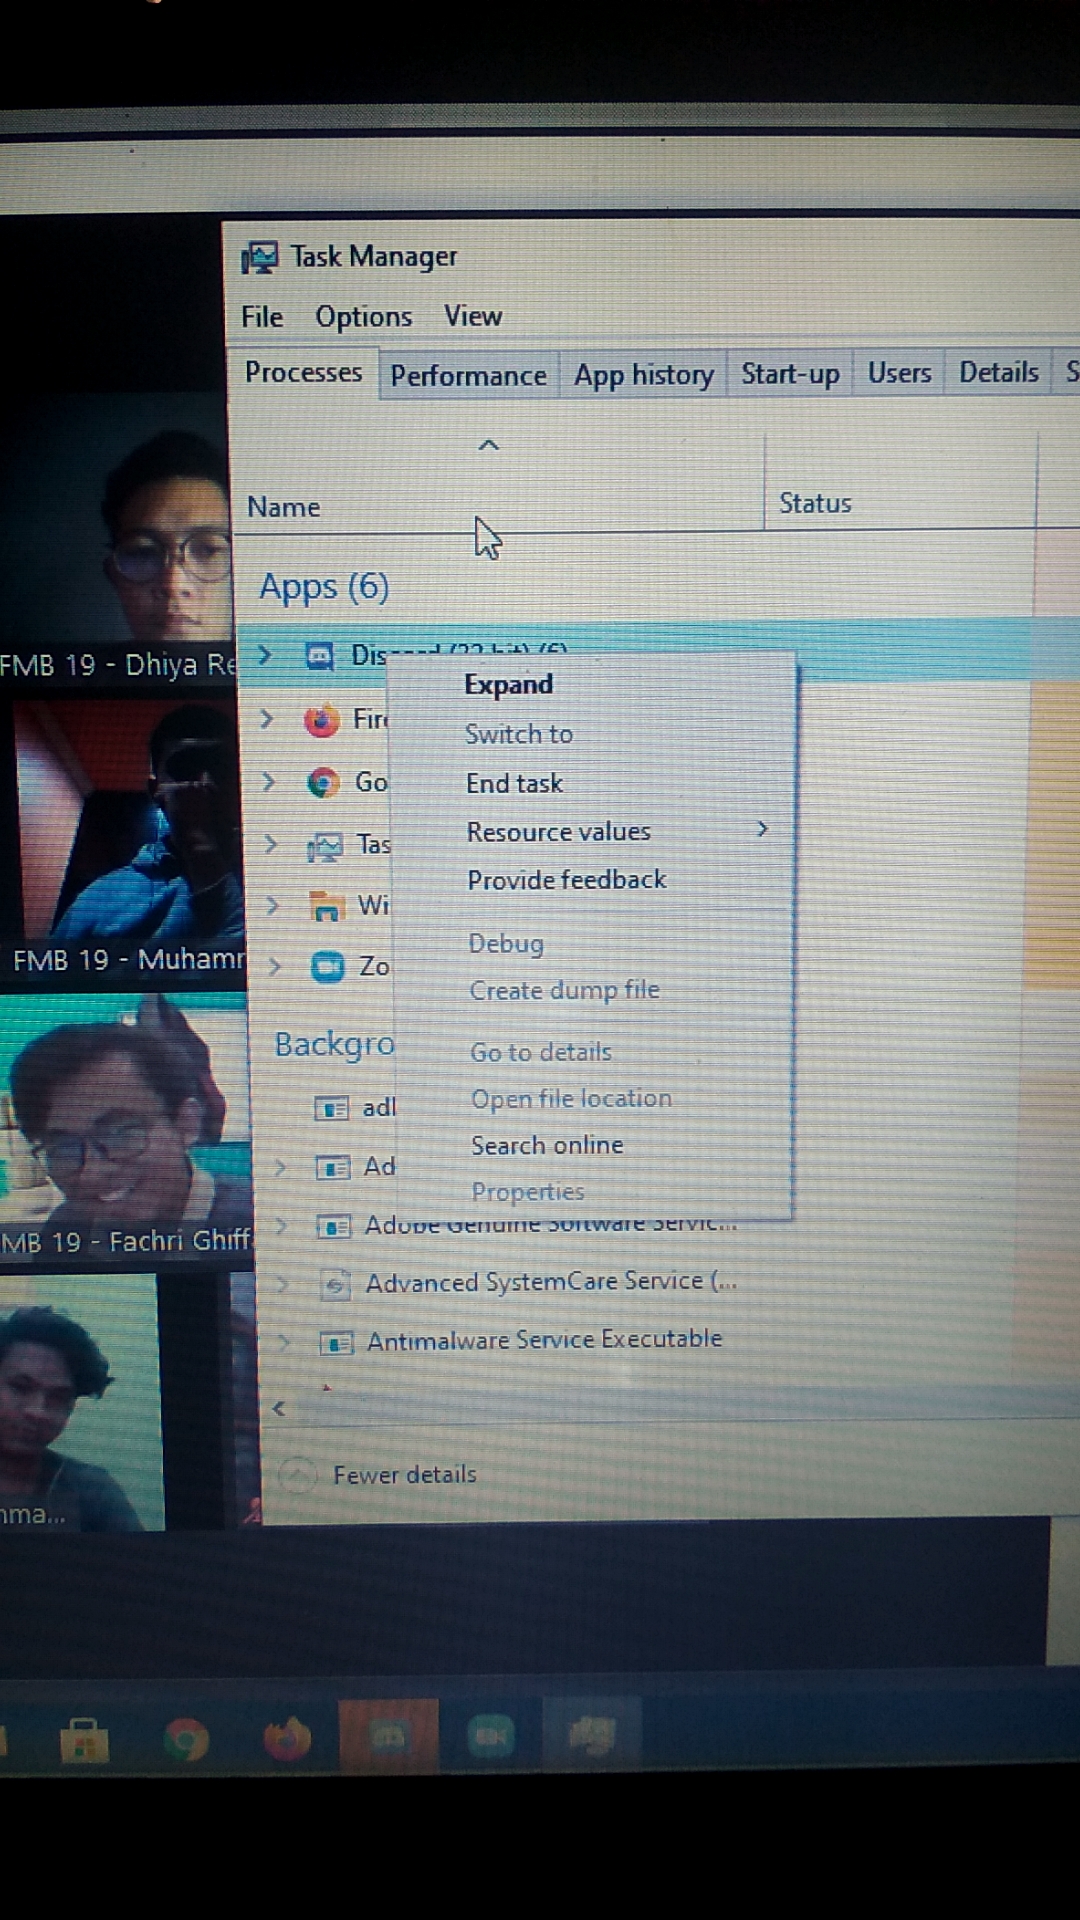 Task Manager
File Options View
Processes Performance App history Start-up Users Details S
Name Status
Apps (6)
Expand
Fir
Switch to
Go
End task
Tas
Resource values
Wi
Provide feedback
Zo
Debug
Create dump file
Backgro
Go to details
adl
Open file location
Ad
Search online
Properties
Adobe Genuine Software Servic...
Advanced SystemCare Service (...
Antimalware Service Executable
Fewer details
FMB 19 - Dhiya Re
FMB 19 - Muhamr
MB 19 - Fachri Ghiff
ma...